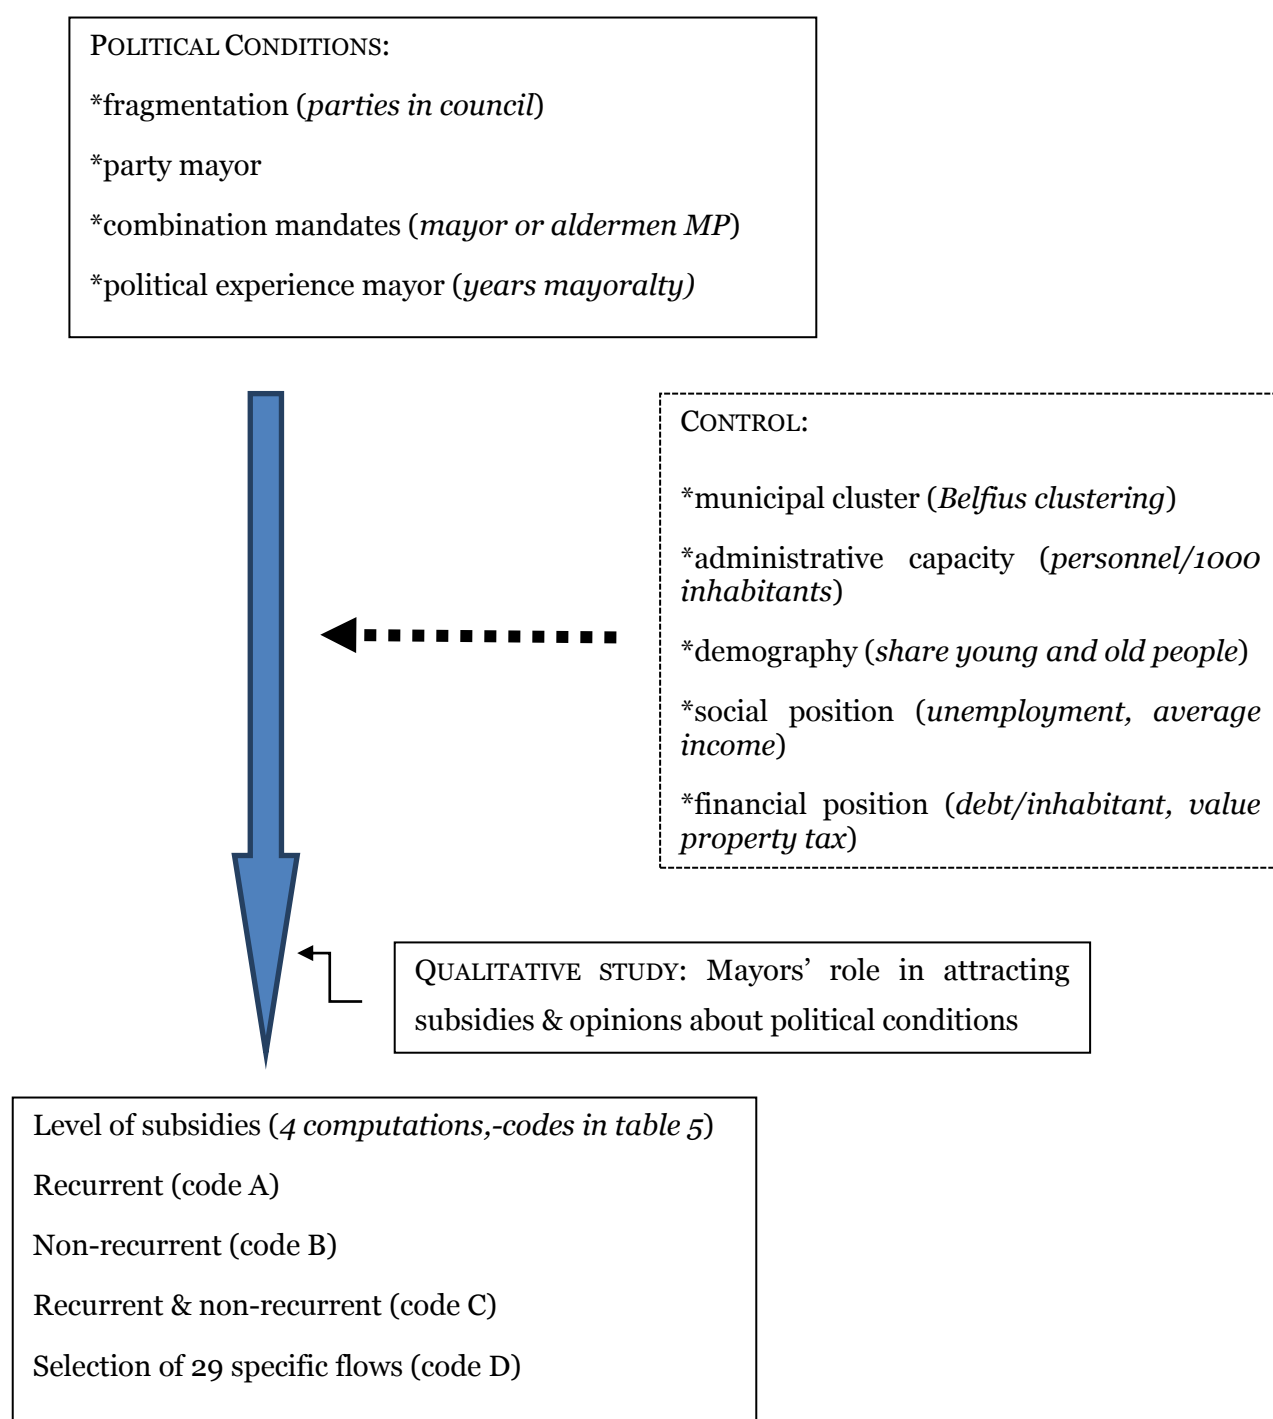 POLITICAL CONDITIONS:
*fragmentation (parties in council)
*party mayor
*combination mandates (mayor or aldermen MP)
*political experience mayor (years mayoralty)
CONTROL:
*municipal cluster (Belfius clustering)
*administrative capacity (personnel/1000
inhabitants)
*demography (share young and old people)
*social position (unemployment, average
income)
*financial position (debt/inhabitant, value
property tax)
QUALITATIVE STUDY: Mayors’ role in attracting
subsidies & opinions about political conditions
Level of subsidies (4 computations,-codes in table 5)
Recurrent (code A)
Non-recurrent (code B)
Recurrent & non-recurrent (code C)
Selection of 29 specific flows (code D)